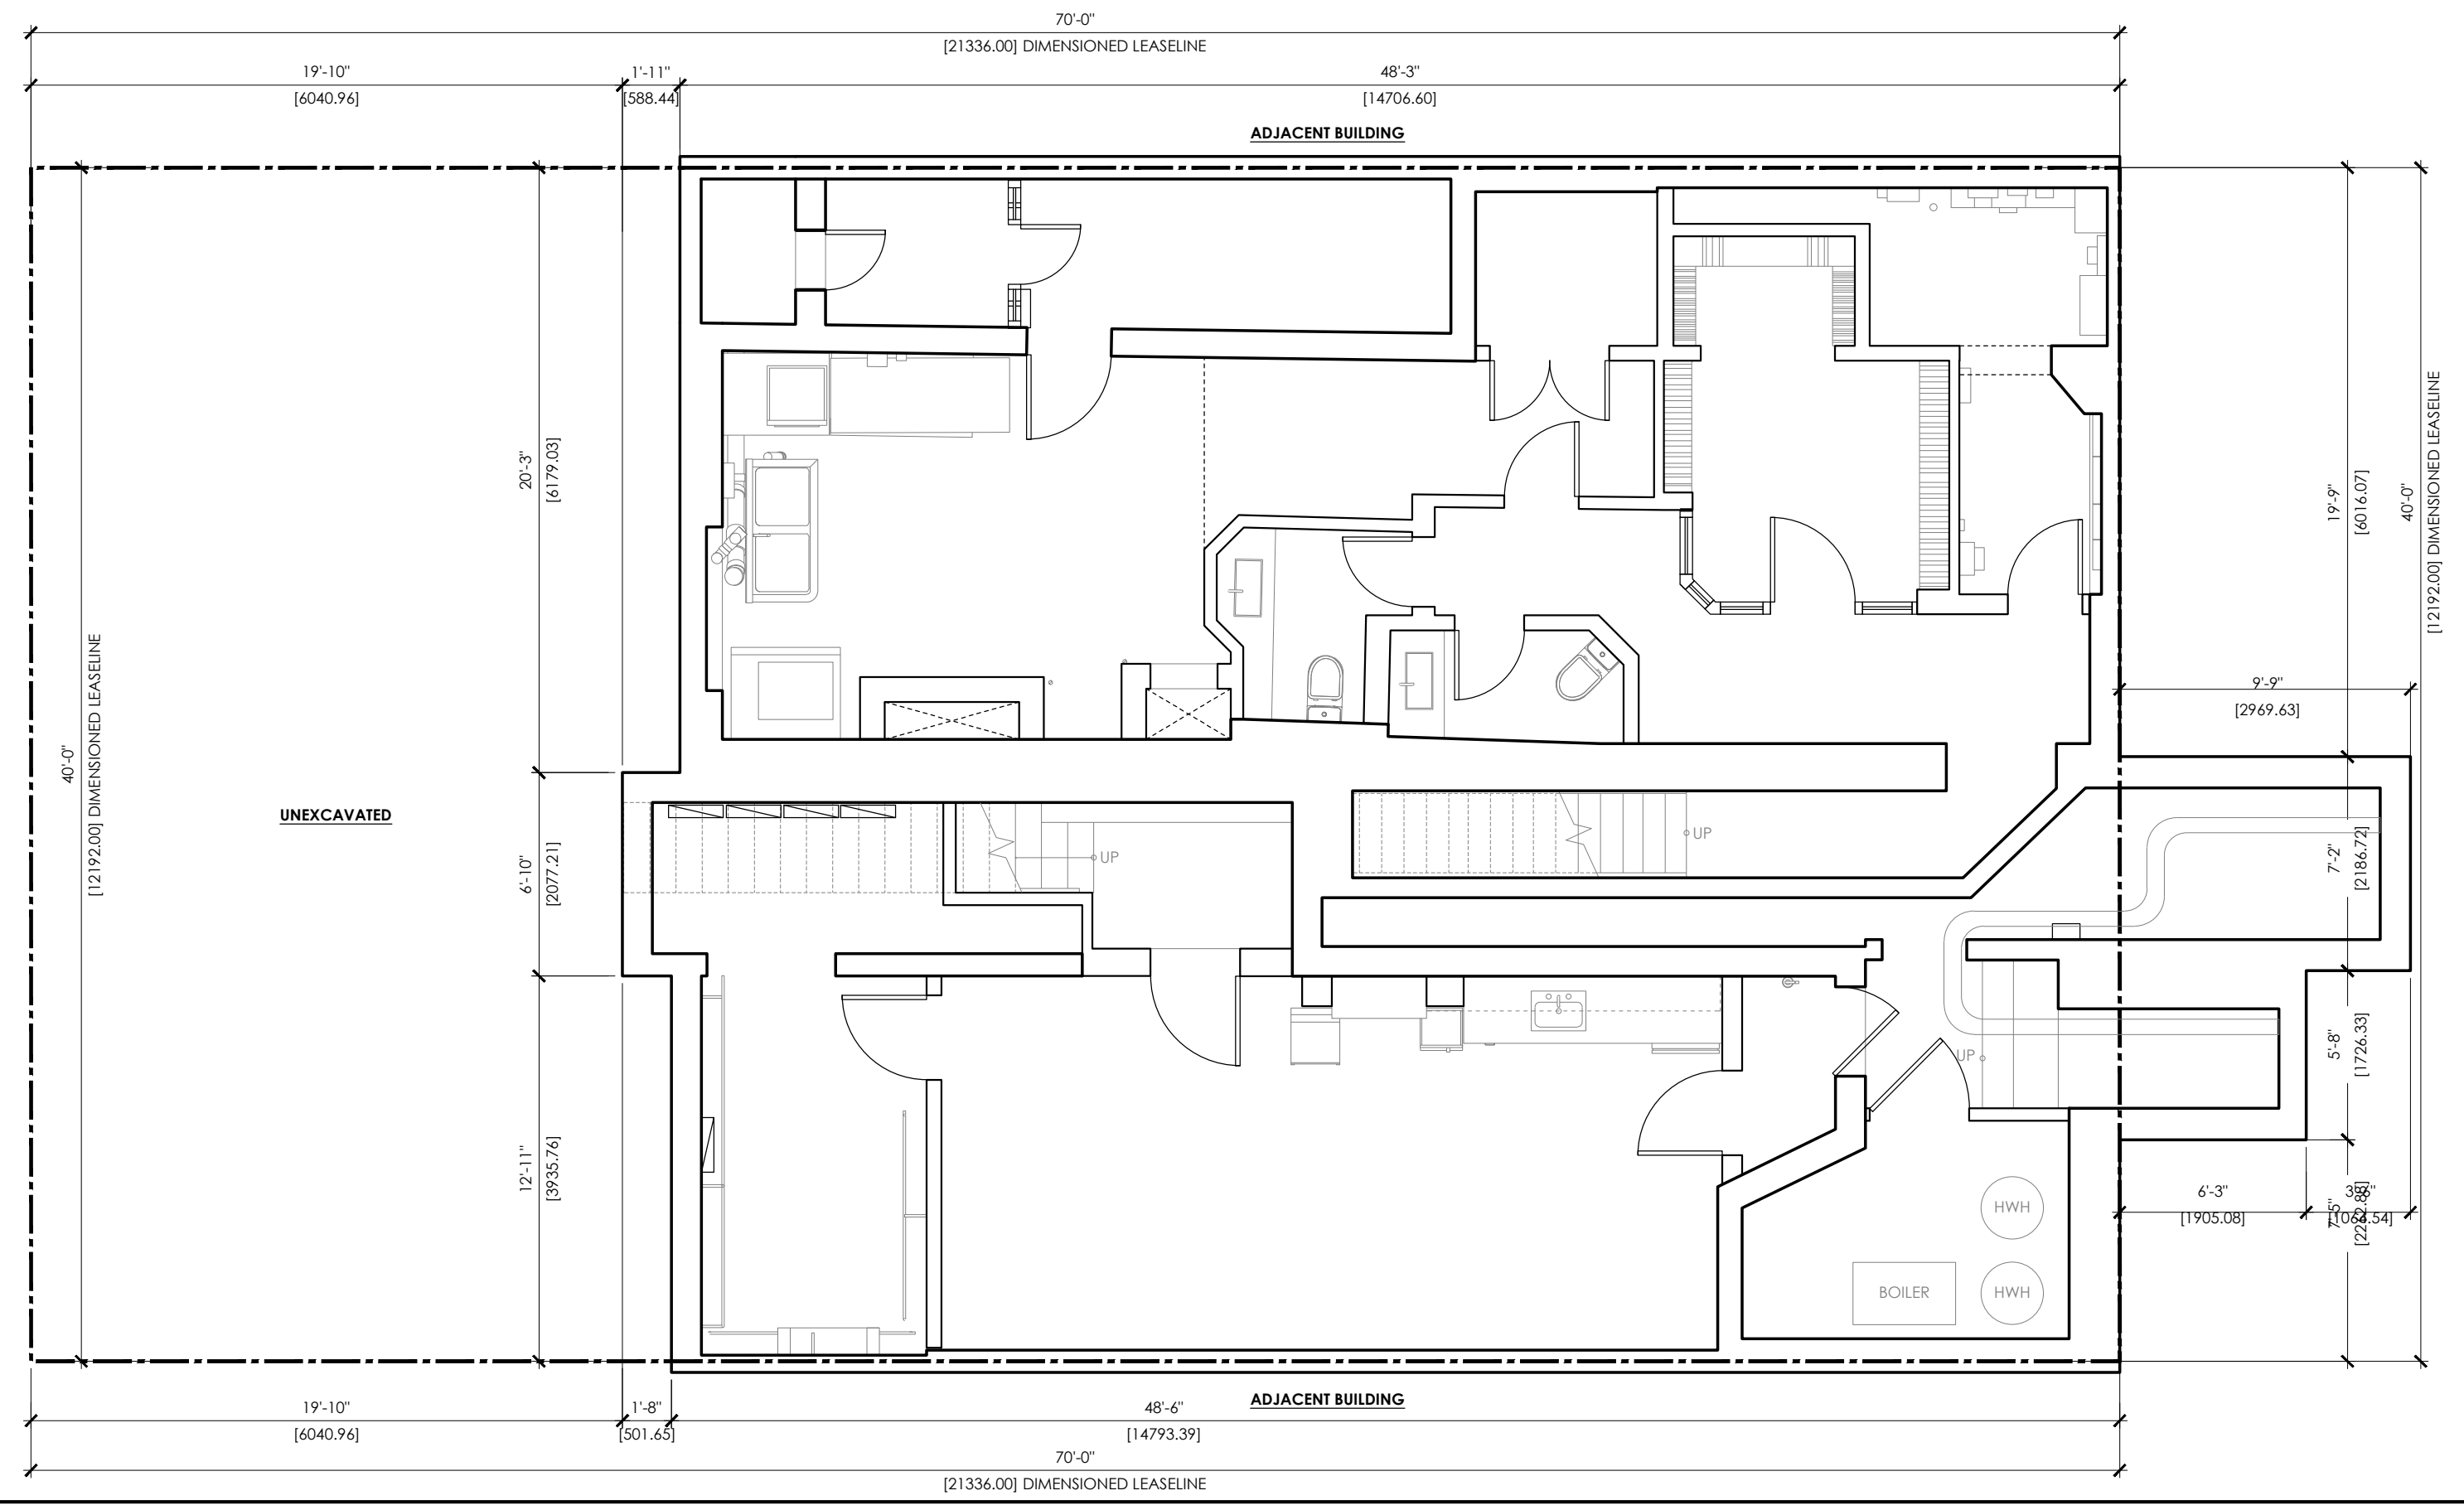 70'-0"
[21336.00] DIMENSIONED LEASELINE
19'-10"
[6040.96]
1'-11"
[588.44]
48'-3"
[14706.60]
ADJACENT BUILDING
20'-3"
[6179.03]
40'-0"
[12192.00] DIMENSIONED LEASELINE
19'-9"
[6016.07]
40'-0"
[12192.00] DIMENSIONED LEASELINE
9'-9"
[2969.63]
UNEXCAVATED
6'-10"
[2077.21]
UP
UP
7'-2"
[2186.72]
UP
5'-8"
[1726.33]
12'-11"
[3935.76]
HWH
BOILER
HWH
6'-3"
[1905.08]
7'-5"
ADJACENT BUILDING
19'-10"
[6040.96]
1'-8"
[501.65]
48'-6"
[14793.39]
70'-0"
[21336.00] DIMENSIONED LEASELINE